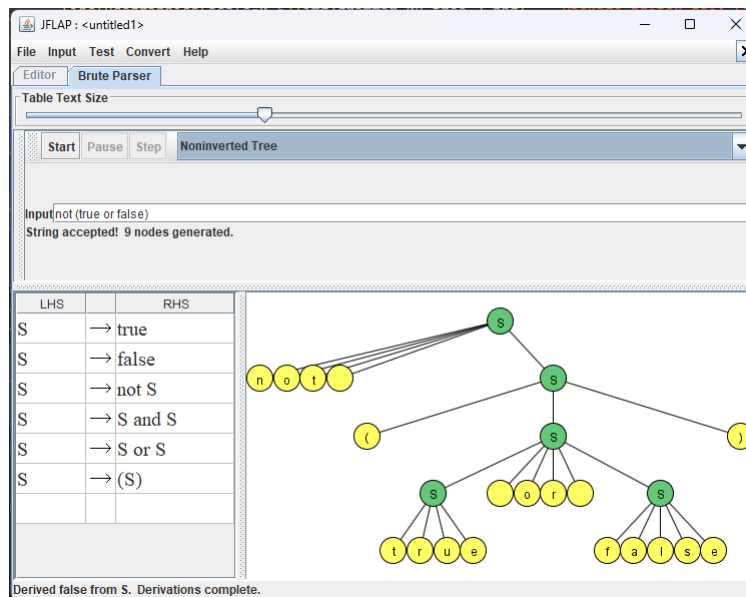 JFLAP : <untitled1>
File Input Test Convert Help
Editor Brute Parser
Table Text Size
Start Pause Step Noninverted Tree
Input not (true or false)
String accepted! 9 nodes generated.
LHS RHS
S → true
S → false
S → not S
S → S and S
S → S or S
S → (S)
S
n o t S
( S )
S o r S
t r u e f a l s e
Derived false from S. Derivations complete.